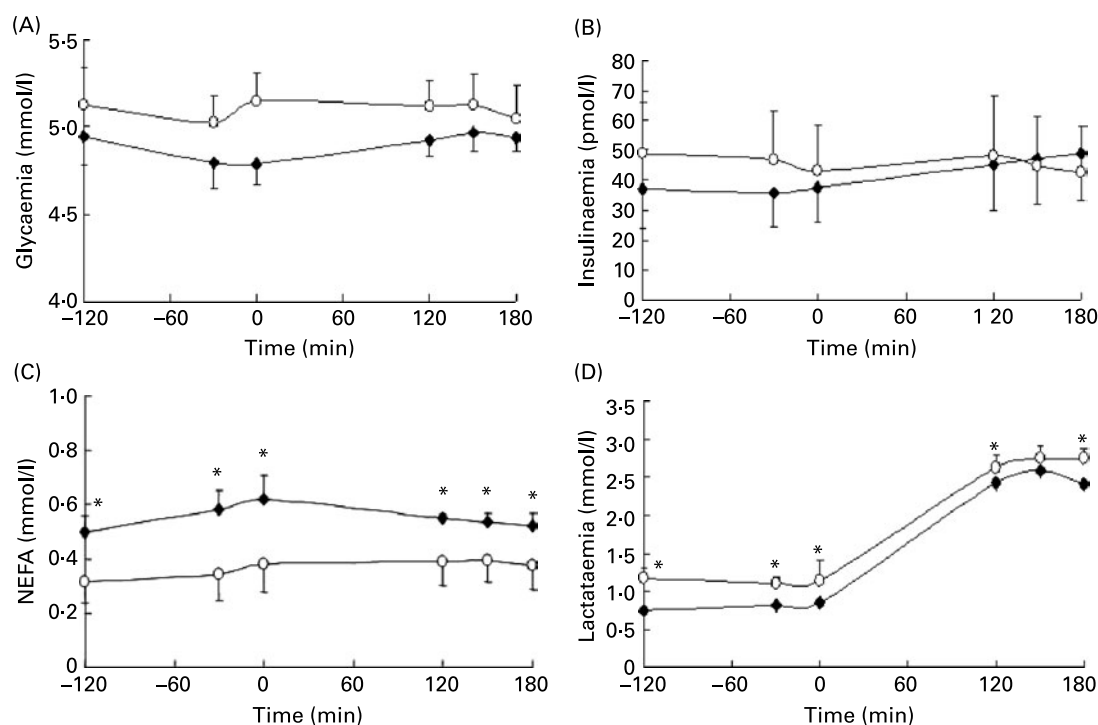 (A)
5·5
5·0
4·5
4·0
Glycaemia (mmol/l)
–120 –60 0 60 120 180
Time (min)
(B)
80
70
60
50
40
30
20
10
0
Insulinaemia (pmol/l)
–120 –60 0 60 1 20 180
Time (min)
(C)
1·0
0·8
0·6
0·4
0·2
0
NEFA (mmol/l)
* * * * * *
–120 –60 0 60 120 180
Time (min)
(D)
3·5
3·0
2·5
2·0
1·5
1·0
0·5
0
Lactataemia (mmol/l)
* * * * *
–120 –60 0 60 120 180
Time (min)